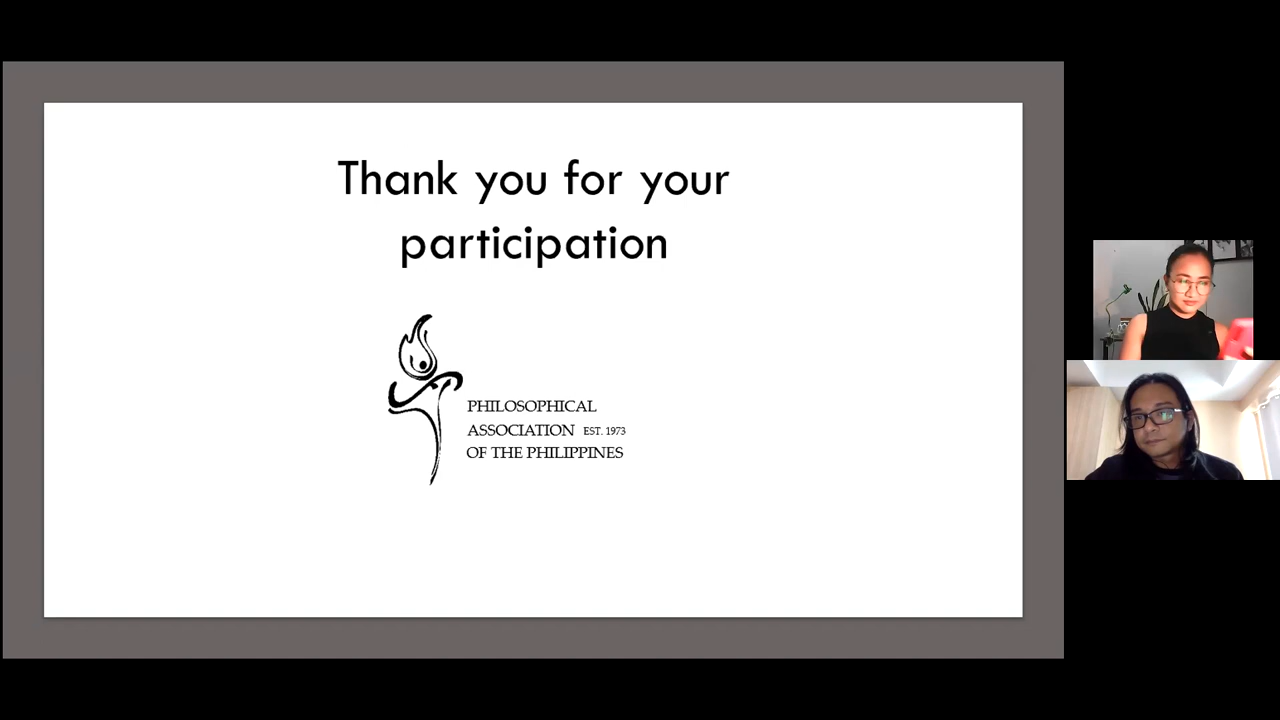 Thank you for your
participation
PHILOSOPHICAL
ASSOCIATION EST. 1973
OF THE PHILIPPINES